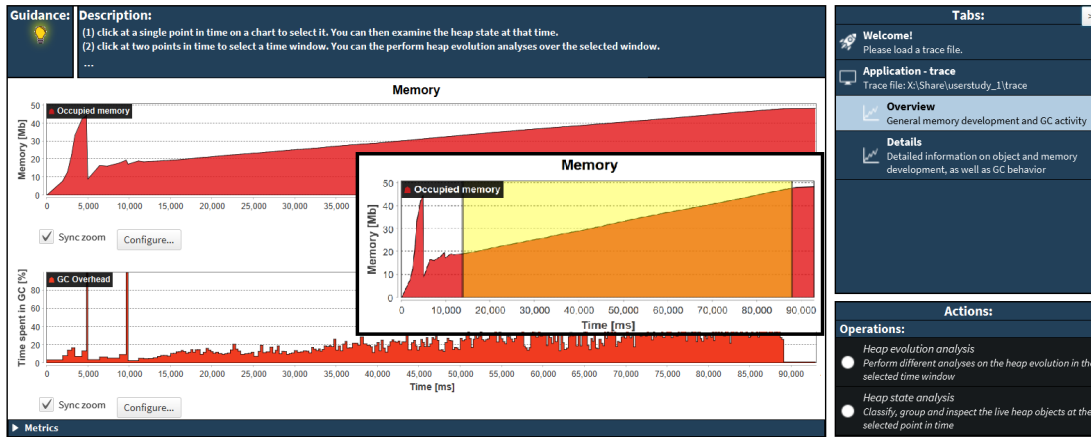 Guidance:
Description:
(1) click at a single point in time on a chart to select it. You can then examine the heap state at that time.
(2) click at two points in time to select a time window. You can the perform heap evolution analyses over the selected window.
...
Memory
Occupied memory
Memory [Mb]
50
40
30
20
10
0
0 5,000 10,000 15,000 20,000 25,000 30,000 35,000
Sync zoom Configure...
Memory
Occupied memory
Memory [Mb]
50
40
30
20
10
0
0 10,000 20,000 30,000 40,000 50,000 60,000 70,000 80,000 90,000
Time [ms]
GC Overhead
Time spent in GC [%]
80
60
40
20
0
0 5,000 10,000 15,000 20,000 25,000 30,000 35,000 40,000 45,000 50,000 55,000 60,000 65,000 70,000 75,000 80,000 85,000 90,000
Time [ms]
Sync zoom Configure...
Metrics
Tabs:
Welcome!
Please load a trace file.
Application - trace
Trace file: X:\Share\userstudy_1\trace
Overview
General memory development and GC activity
Details
Detailed information on object and memory
development, as well as GC behavior
Actions:
Operations:
Heap evolution analysis
Perform different analyses on the heap evolution in the
selected time window
Heap state analysis
Classify, group and inspect the live heap objects at the
selected point in time